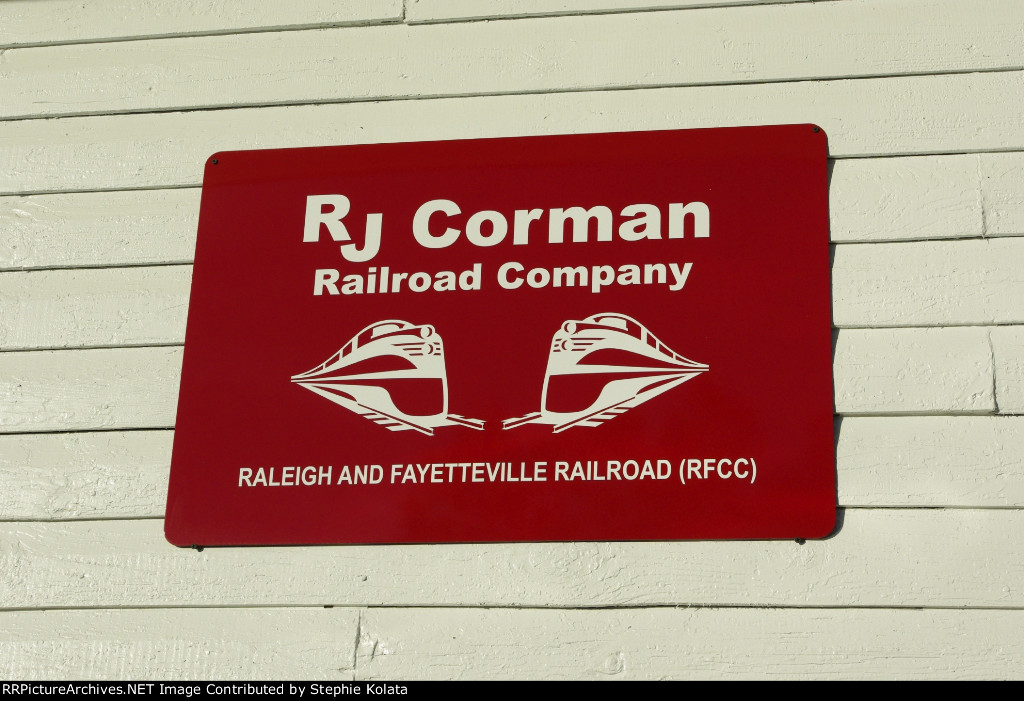 RJ Corman
Railroad Company
RALEIGH AND FAYETTEVILLE RAILROAD (RFCC)
RRPictureArchives.NET Image Contributed by Stephie Kolata